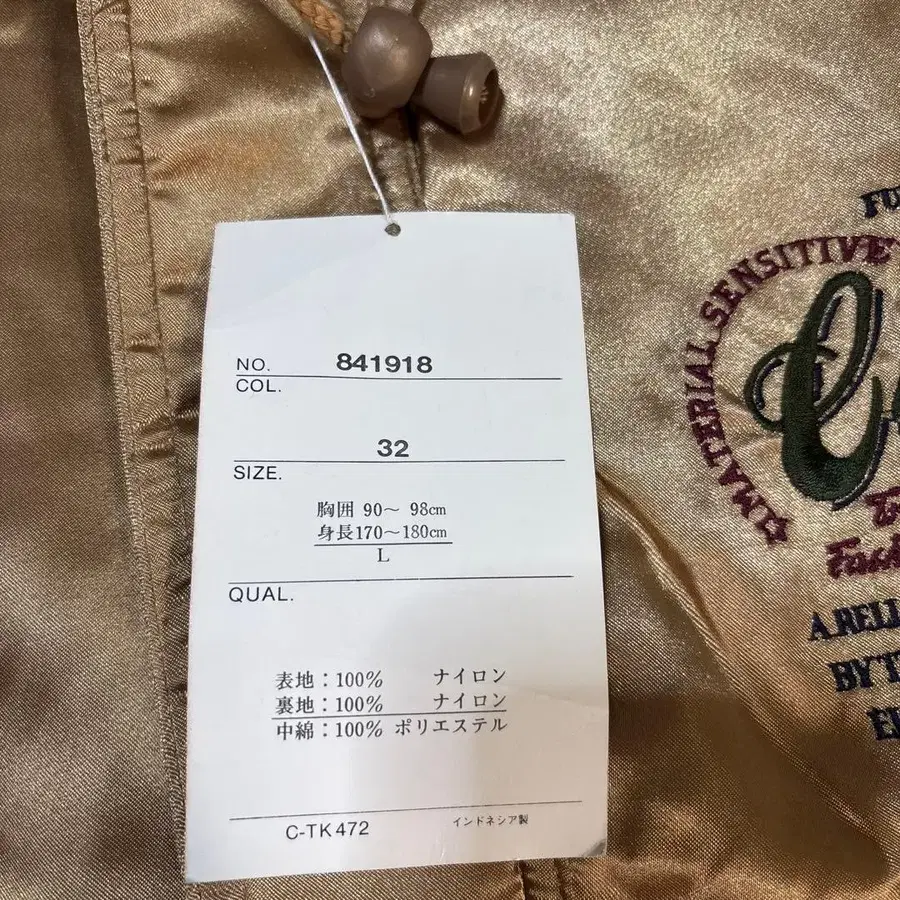 NO. 841918
COL.
32
SIZE.
胸囲 90〜 98cm
身長170〜180cm
L
QUAL.
表地：100% ナイロン
裏地：100% ナイロン
中綿：100% ポリエステル
C-TK472 インドネシア製
MATERIAL SENSITIVE
BY